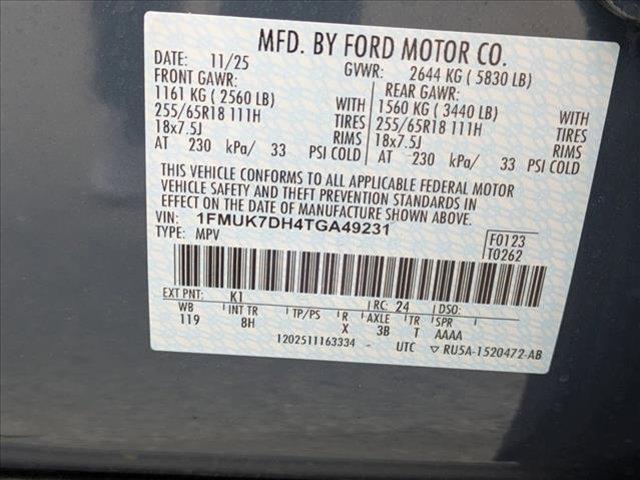 MFD. BY FORD MOTOR CO.
DATE: 11/25 GVWR: 2644 KG ( 5830 LB)
FRONT GAWR: REAR GAWR:
1161 KG ( 2560 LB) WITH 1560 KG ( 3440 LB) WITH
255/65R18 111H TIRES 255/65R18 111H TIRES
18x7.5J RIMS 18x7.5J RIMS
AT 230 kPa/ 33 PSI COLD AT 230 kPa/ 33 PSI COLD
THIS VEHICLE CONFORMS TO ALL APPLICABLE FEDERAL MOTOR
VEHICLE SAFETY AND THEFT PREVENTION STANDARDS IN
EFFECT ON THE DATE OF MANUFACTURE SHOWN ABOVE.
VIN: 1FMUK7DH4TGA49231
TYPE: MPV
F0123
T0262
EXT PNT: K1 RC: 24 DSO:
WB INT TR TP/PS R AXLE TR SPR
119 8H X 3B T AAAA
1202511163334 - UTC ▽ RU5A-1520472-AB